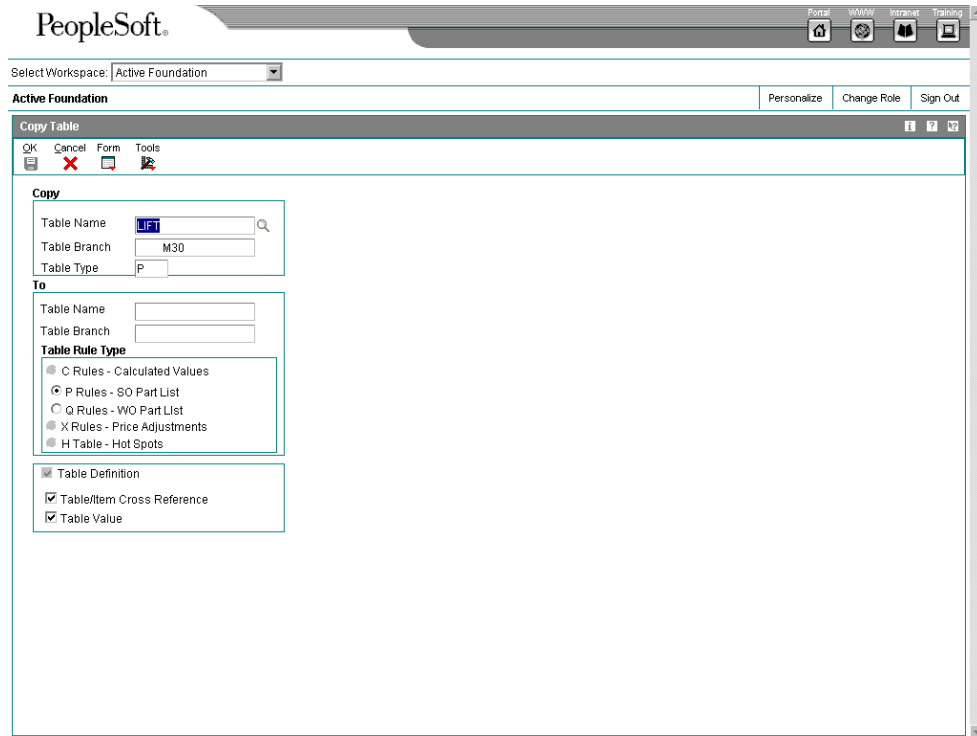 PeopleSoft®
Portal WWW Intranet Training
Select Workspace: Active Foundation
Active Foundation Personalize Change Role Sign Out
Copy Table
OK Cancel Form Tools
Copy
Table Name LIFT
Table Branch M30
Table Type P
To
Table Name
Table Branch
Table Rule Type
C Rules - Calculated Values
P Rules - SO Part List
Q Rules - WO Part LIst
X Rules - Price Adjustments
H Table - Hot Spots
Table Definition
Table/Item Cross Reference
Table Value